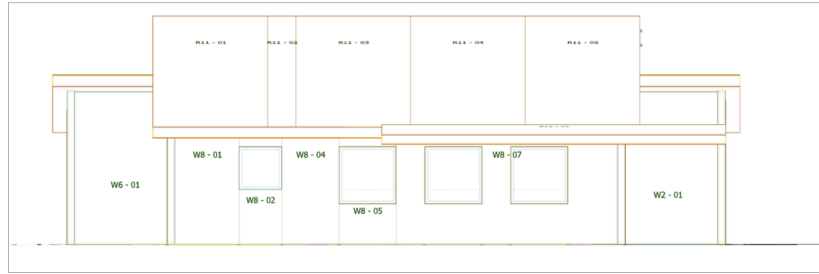 R11 - 01
R11 - 02
R11 - 03
R11 - 04
R11 - 05
W8 - 01
W8 - 04
W8 - 07
W6 - 01
W8 - 02
W8 - 05
W2 - 01